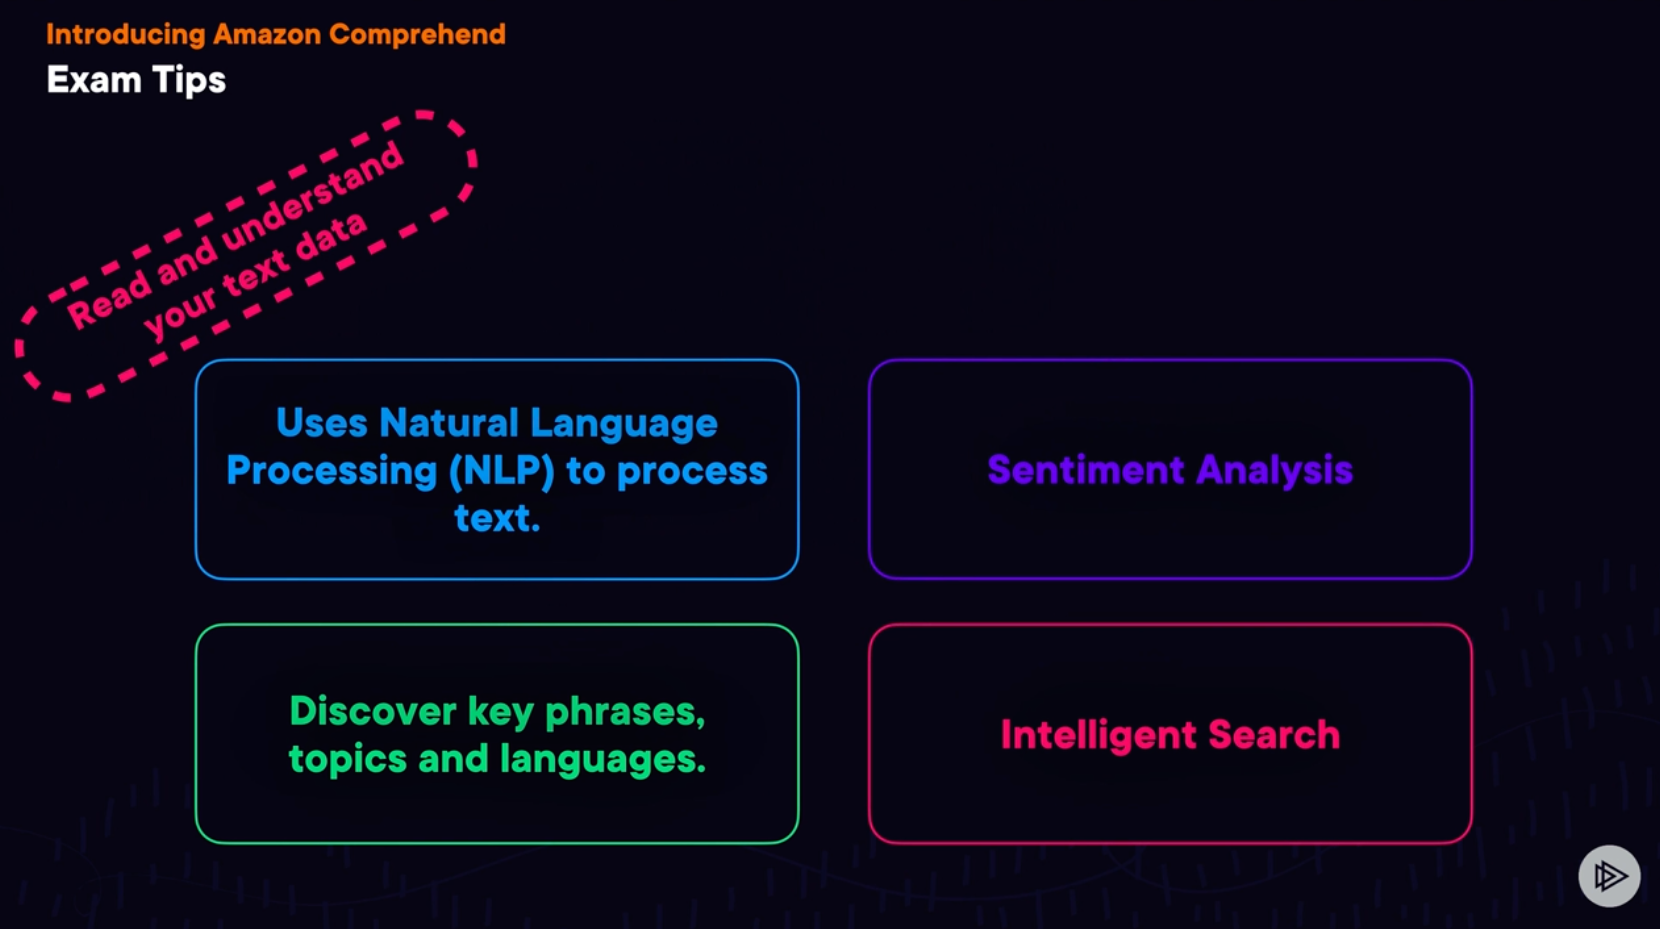 Introducing Amazon Comprehend
Exam Tips
Read and understand
your text data
Uses Natural Language
Processing (NLP) to process
text.
Sentiment Analysis
Discover key phrases,
topics and languages.
Intelligent Search